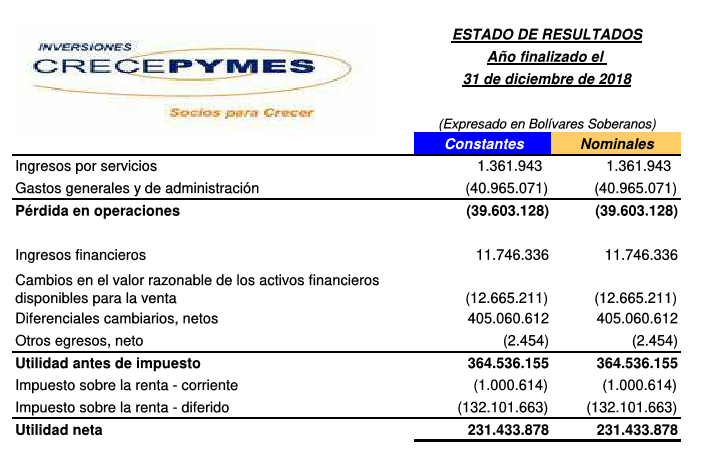 INVERSIONES
CRECEPYMES
Socios para Crecer
ESTADO DE RESULTADOS
Año finalizado el
31 de diciembre de 2018
(Expresado en Bolívares Soberanos)
Constantes Nominales
Ingresos por servicios 1.361.943 1.361.943
Gastos generales y de administración (40.965.071) (40.965.071)
Pérdida en operaciones (39.603.128) (39.603.128)
Ingresos financieros 11.746.336 11.746.336
Cambios en el valor razonable de los activos financieros
disponibles para la venta (12.665.211) (12.665.211)
Diferenciales cambiarios, netos 405.060.612 405.060.612
Otros egresos, neto (2.454) (2.454)
Utilidad antes de impuesto 364.536.155 364.536.155
Impuesto sobre la renta - corriente (1.000.614) (1.000.614)
Impuesto sobre la renta - diferido (132.101.663) (132.101.663)
Utilidad neta 231.433.878 231.433.878